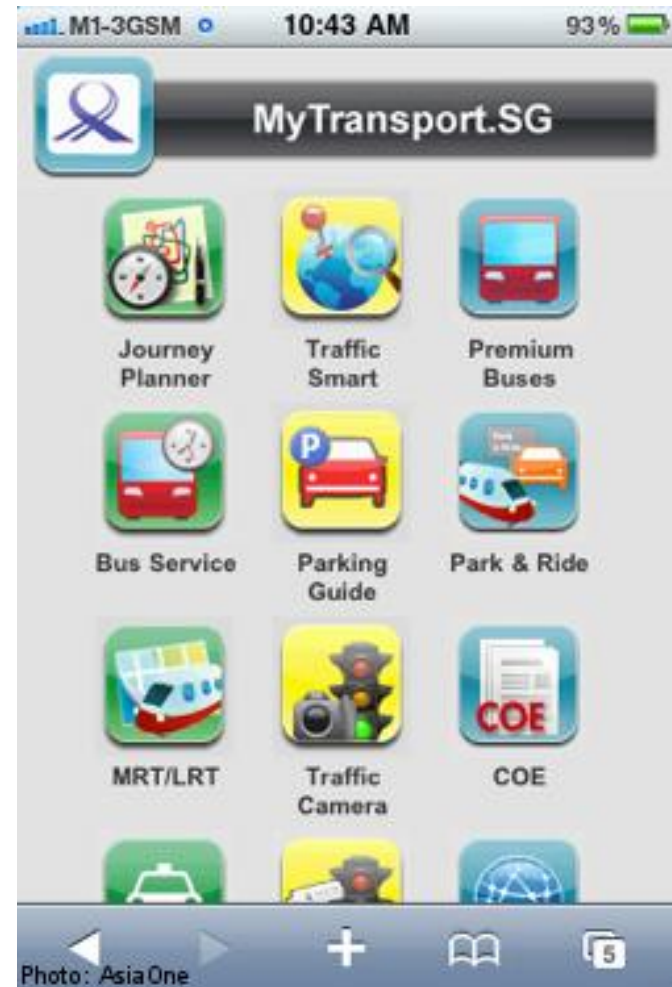 M1-3GSM 10:43 AM 93%
MyTransport.SG
Journey Planner
Traffic Smart
Premium Buses
P
Bus Service
Parking Guide
Park & Ride
COE
MRT/LRT
Traffic Camera
COE
5
Photo: AsiaOne